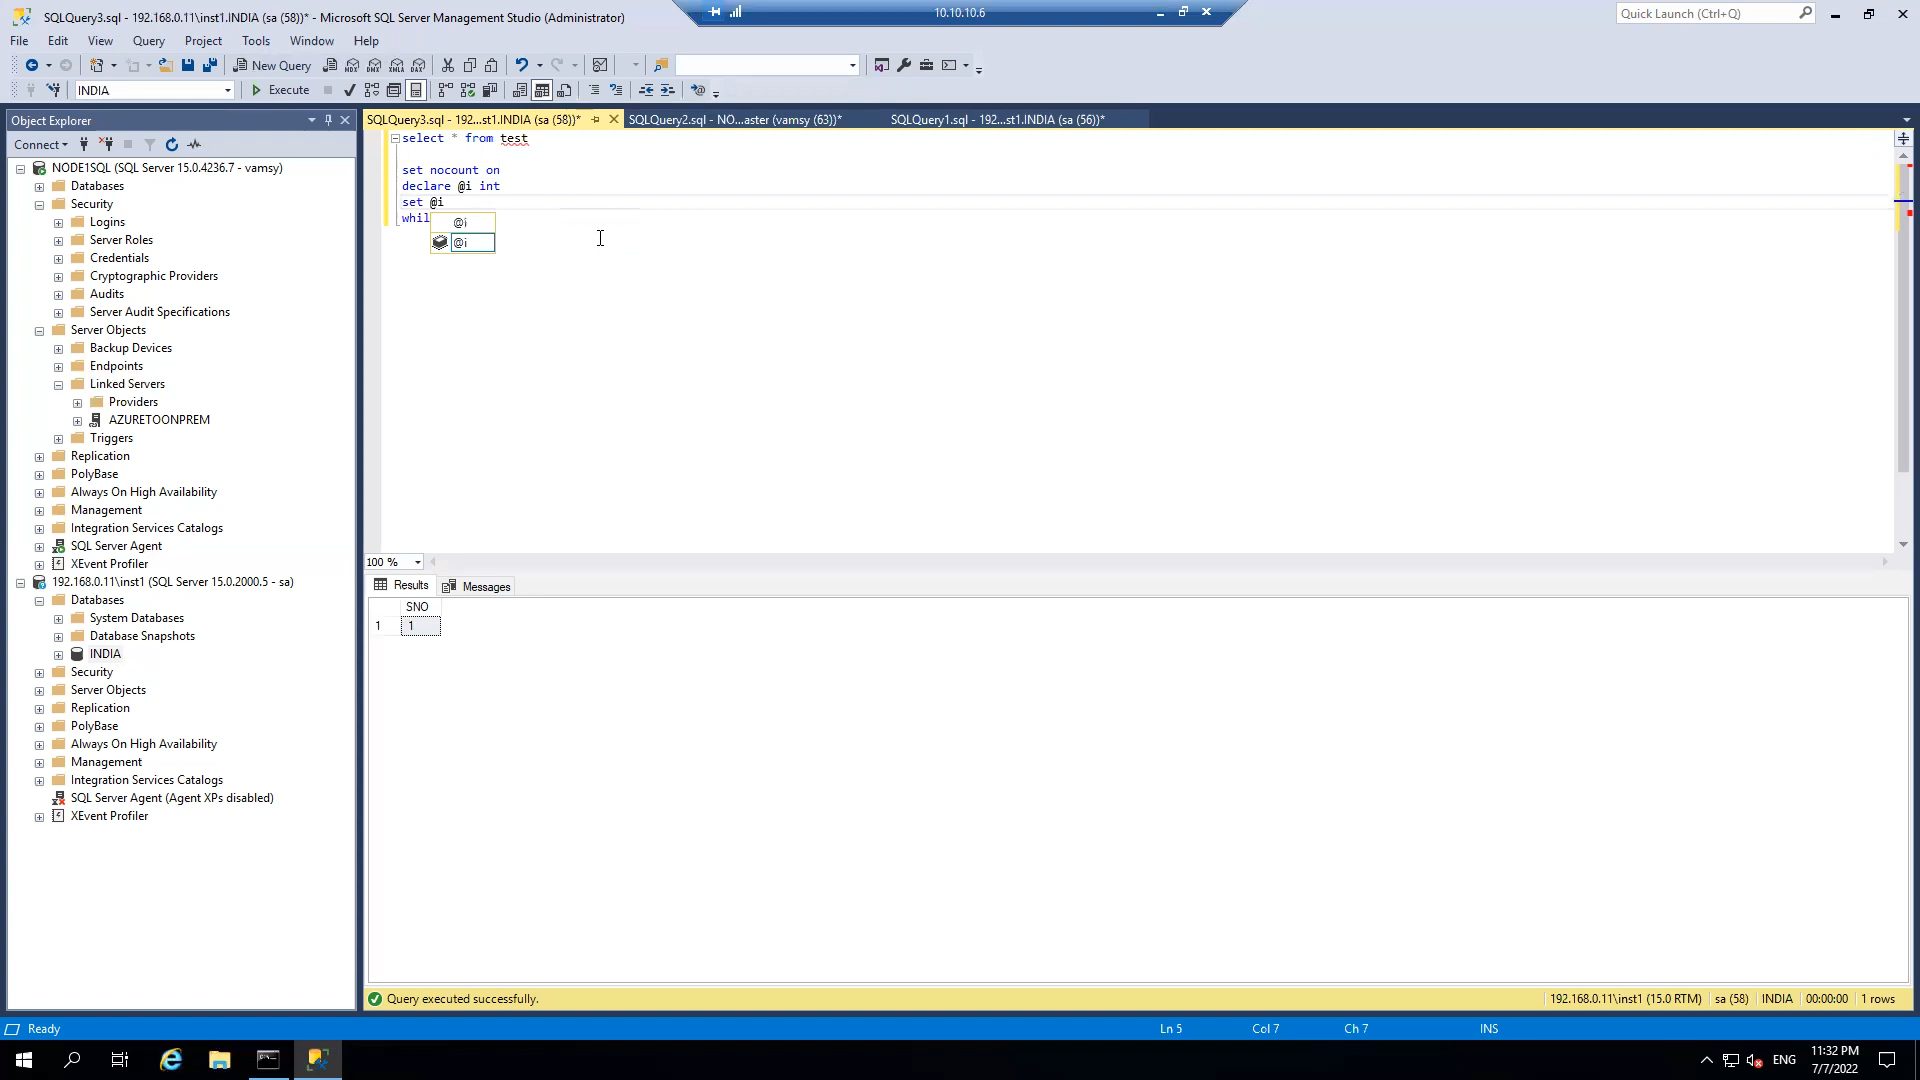 SQLQuery3.sql - 192.168.0.11\inst1.INDIA (sa (58))* - Microsoft SQL Server Management Studio (Administrator)
10.10.10.6
Quick Launch (Ctrl+Q)
File Edit View Query Project Tools Window Help
New Query
MDX DMX XMLA DAX
INDIA
Execute
Object Explorer
Connect
NODE1SQL (SQL Server 15.0.4236.7 - vamsy)
Databases
Security
Logins
Server Roles
Credentials
Cryptographic Providers
Audits
Server Audit Specifications
Server Objects
Backup Devices
Endpoints
Linked Servers
Providers
AZURETOONPREM
Triggers
Replication
PolyBase
Always On High Availability
Management
Integration Services Catalogs
SQL Server Agent
XEvent Profiler
192.168.0.11\inst1 (SQL Server 15.0.2000.5 - sa)
Databases
System Databases
Database Snapshots
INDIA
Security
Server Objects
Replication
PolyBase
Always On High Availability
Management
Integration Services Catalogs
SQL Server Agent (Agent XPs disabled)
XEvent Profiler
SQLQuery3.sql - 192...st1.INDIA (sa (58))*
SQLQuery2.sql - NO...aster (vamsy (63))*
SQLQuery1.sql - 192...st1.INDIA (sa (56))*
select * from test
set nocount on
declare @i int
set @i
whil
@i
@i
100 %
Results
Messages
SNO
1 1
Query executed successfully.
192.168.0.11\inst1 (15.0 RTM) sa (58) INDIA 00:00:00 1 rows
Ready
Ln 5
Col 7
Ch 7
INS
ENG
11:32 PM
7/7/2022